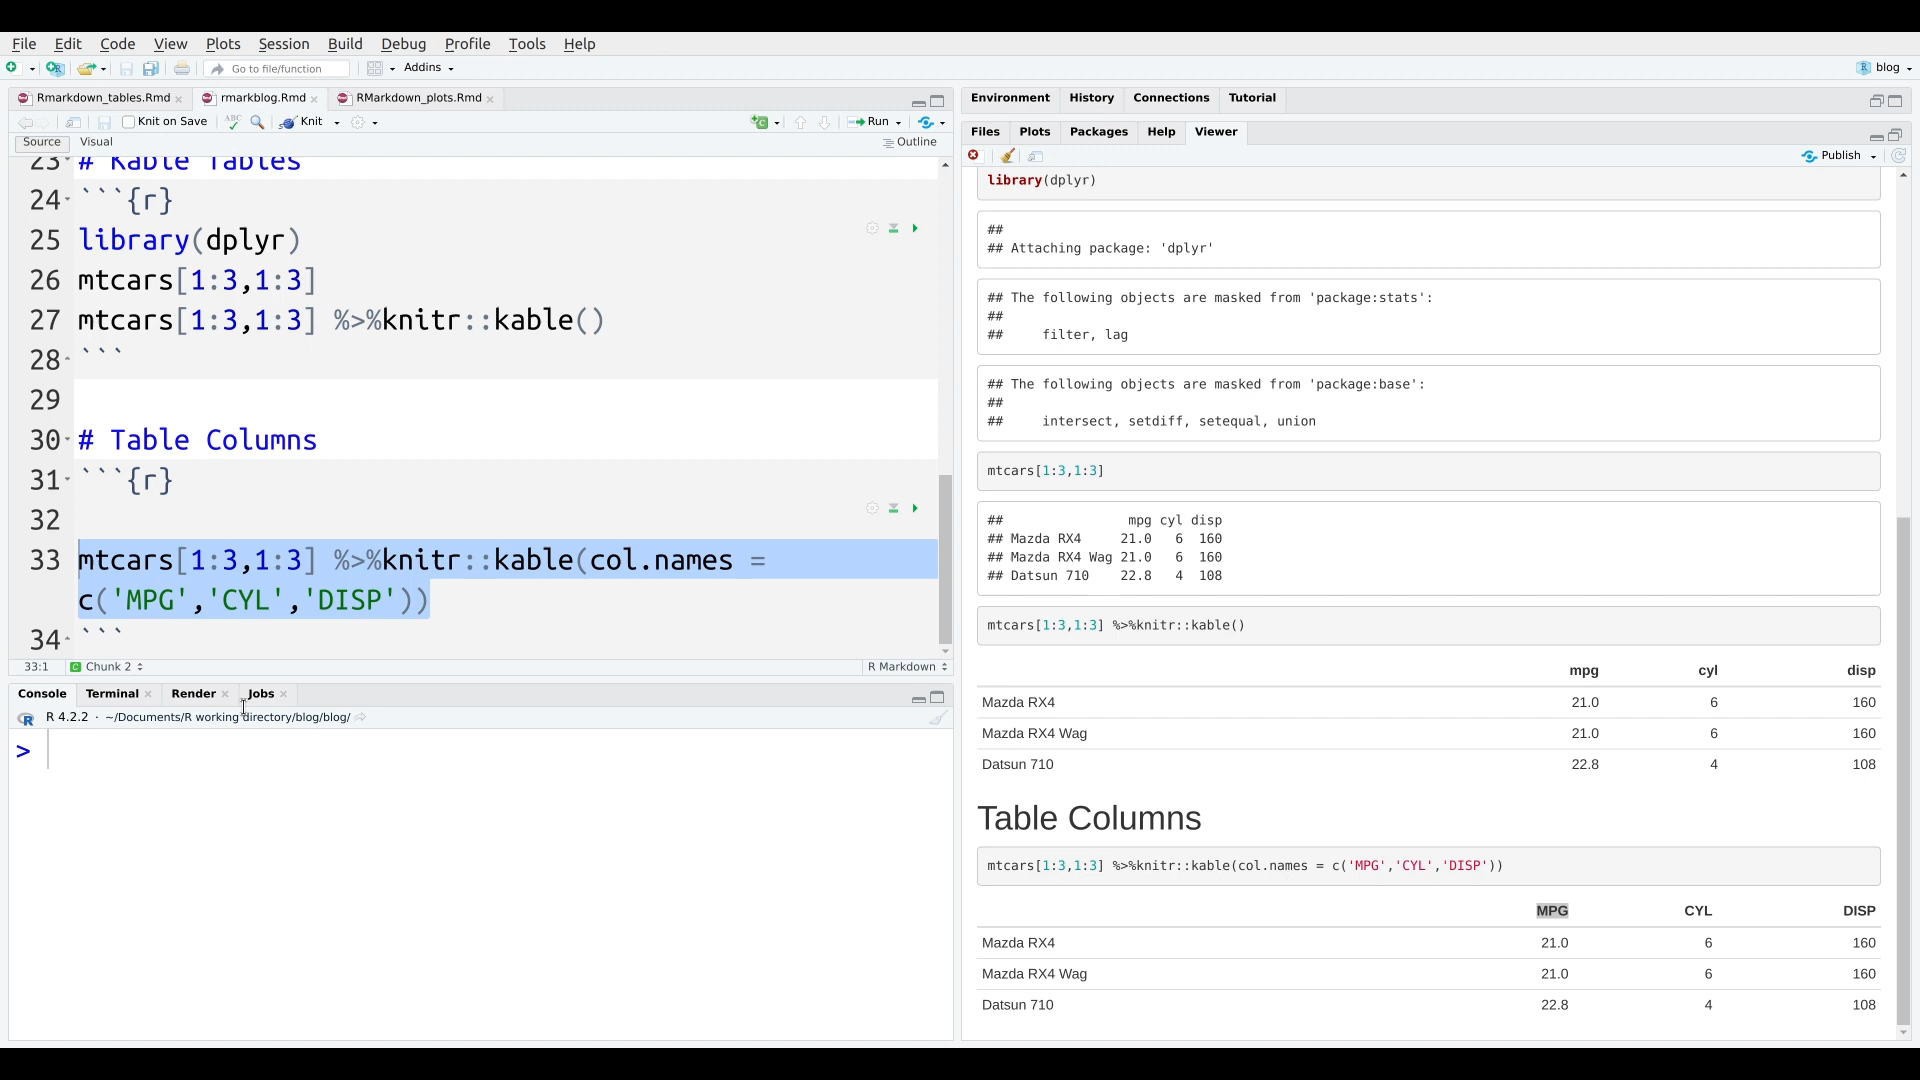 File Edit Code View Plots Session Build Debug Profile Tools Help
Go to file/function Addins blog
Rmarkdown_tables.Rmd rmarkblog.Rmd RMarkdown_plots.Rmd
Knit on Save ABC Knit Run
Source Visual Outline
23 # Kable Tables
24 ```{r}
25 library(dplyr)
26 mtcars[1:3,1:3]
27 mtcars[1:3,1:3] %>%knitr::kable()
28 ```
29
30 # Table Columns
31 ```{r}
32
33 mtcars[1:3,1:3] %>%knitr::kable(col.names =
c('MPG','CYL','DISP'))
34 ```
33:1 Chunk 2 R Markdown
Console Terminal Render Jobs
R 4.2.2 · ~/Documents/R working directory/blog/blog/
>
Environment History Connections Tutorial
Files Plots Packages Help Viewer
Publish
library(dplyr)
##
## Attaching package: 'dplyr'
## The following objects are masked from 'package:stats':
##
## filter, lag
## The following objects are masked from 'package:base':
##
## intersect, setdiff, setequal, union
mtcars[1:3,1:3]
## mpg cyl disp
## Mazda RX4 21.0 6 160
## Mazda RX4 Wag 21.0 6 160
## Datsun 710 22.8 4 108
mtcars[1:3,1:3] %>%knitr::kable()
mpg cyl disp
Mazda RX4 21.0 6 160
Mazda RX4 Wag 21.0 6 160
Datsun 710 22.8 4 108
Table Columns
mtcars[1:3,1:3] %>%knitr::kable(col.names = c('MPG','CYL','DISP'))
MPG CYL DISP
Mazda RX4 21.0 6 160
Mazda RX4 Wag 21.0 6 160
Datsun 710 22.8 4 108